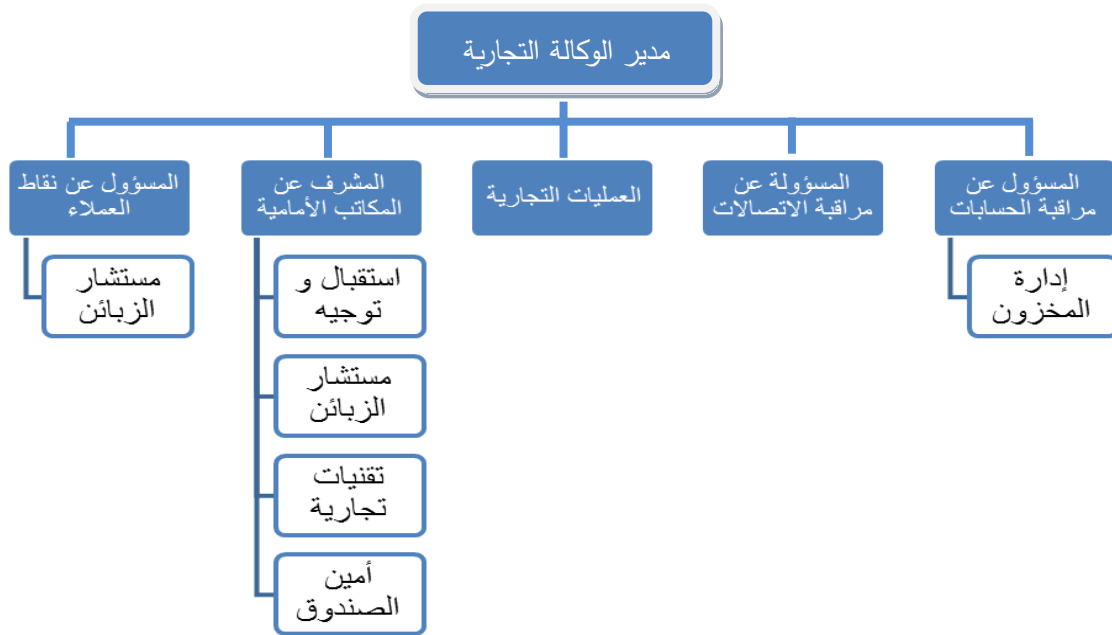 مدير الوكالة التجارية
المسؤول عن
مراقبة الحسابات
المسؤولة عن
مراقبة الاتصالات
العمليات التجارية
المشرف عن
المكاتب الأمامية
المسؤول عن نقاط
العملاء
إدارة
المخزون
استقبال و
توجيه
مستشار
الزبائن
تقنيات
تجارية
أمين
الصندوق
مستشار
الزبائن